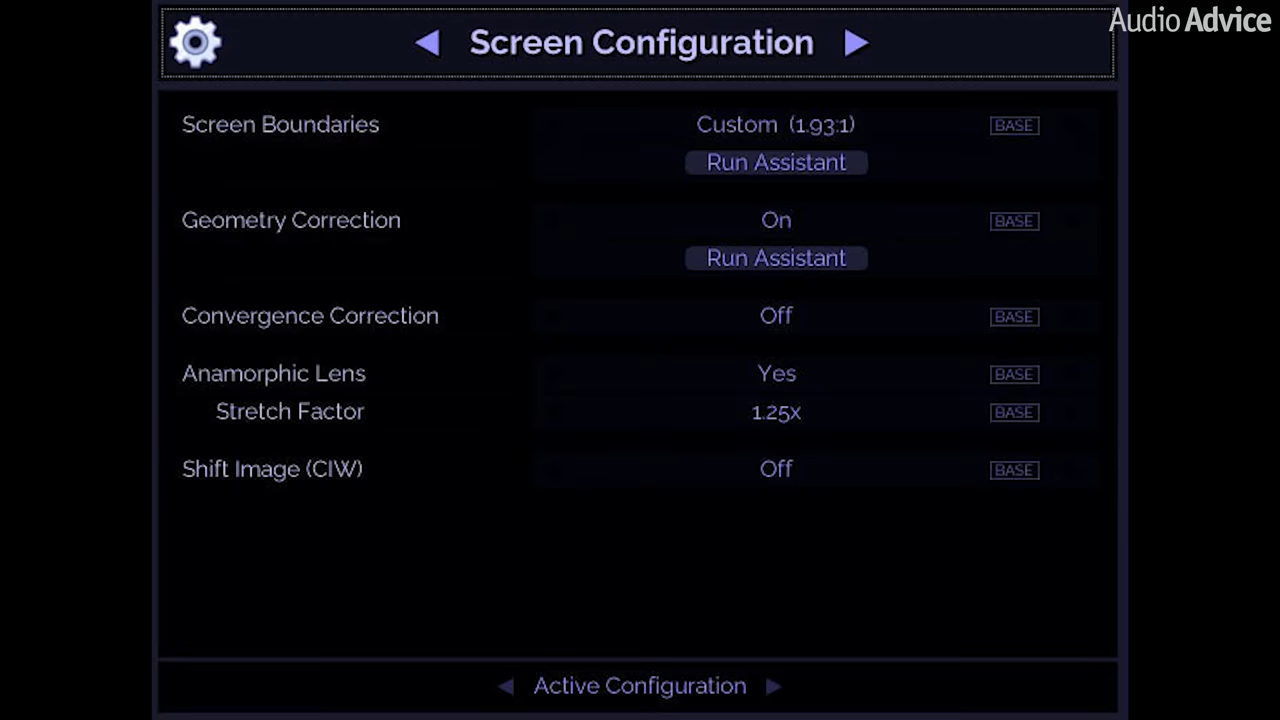 Audio Advice
Screen Configuration
Screen Boundaries Custom (1.93:1) BASE
Run Assistant
Geometry Correction On BASE
Run Assistant
Convergence Correction Off BASE
Anamorphic Lens Yes BASE
Stretch Factor 1.25x BASE
Shift Image (CIW) Off BASE
Active Configuration